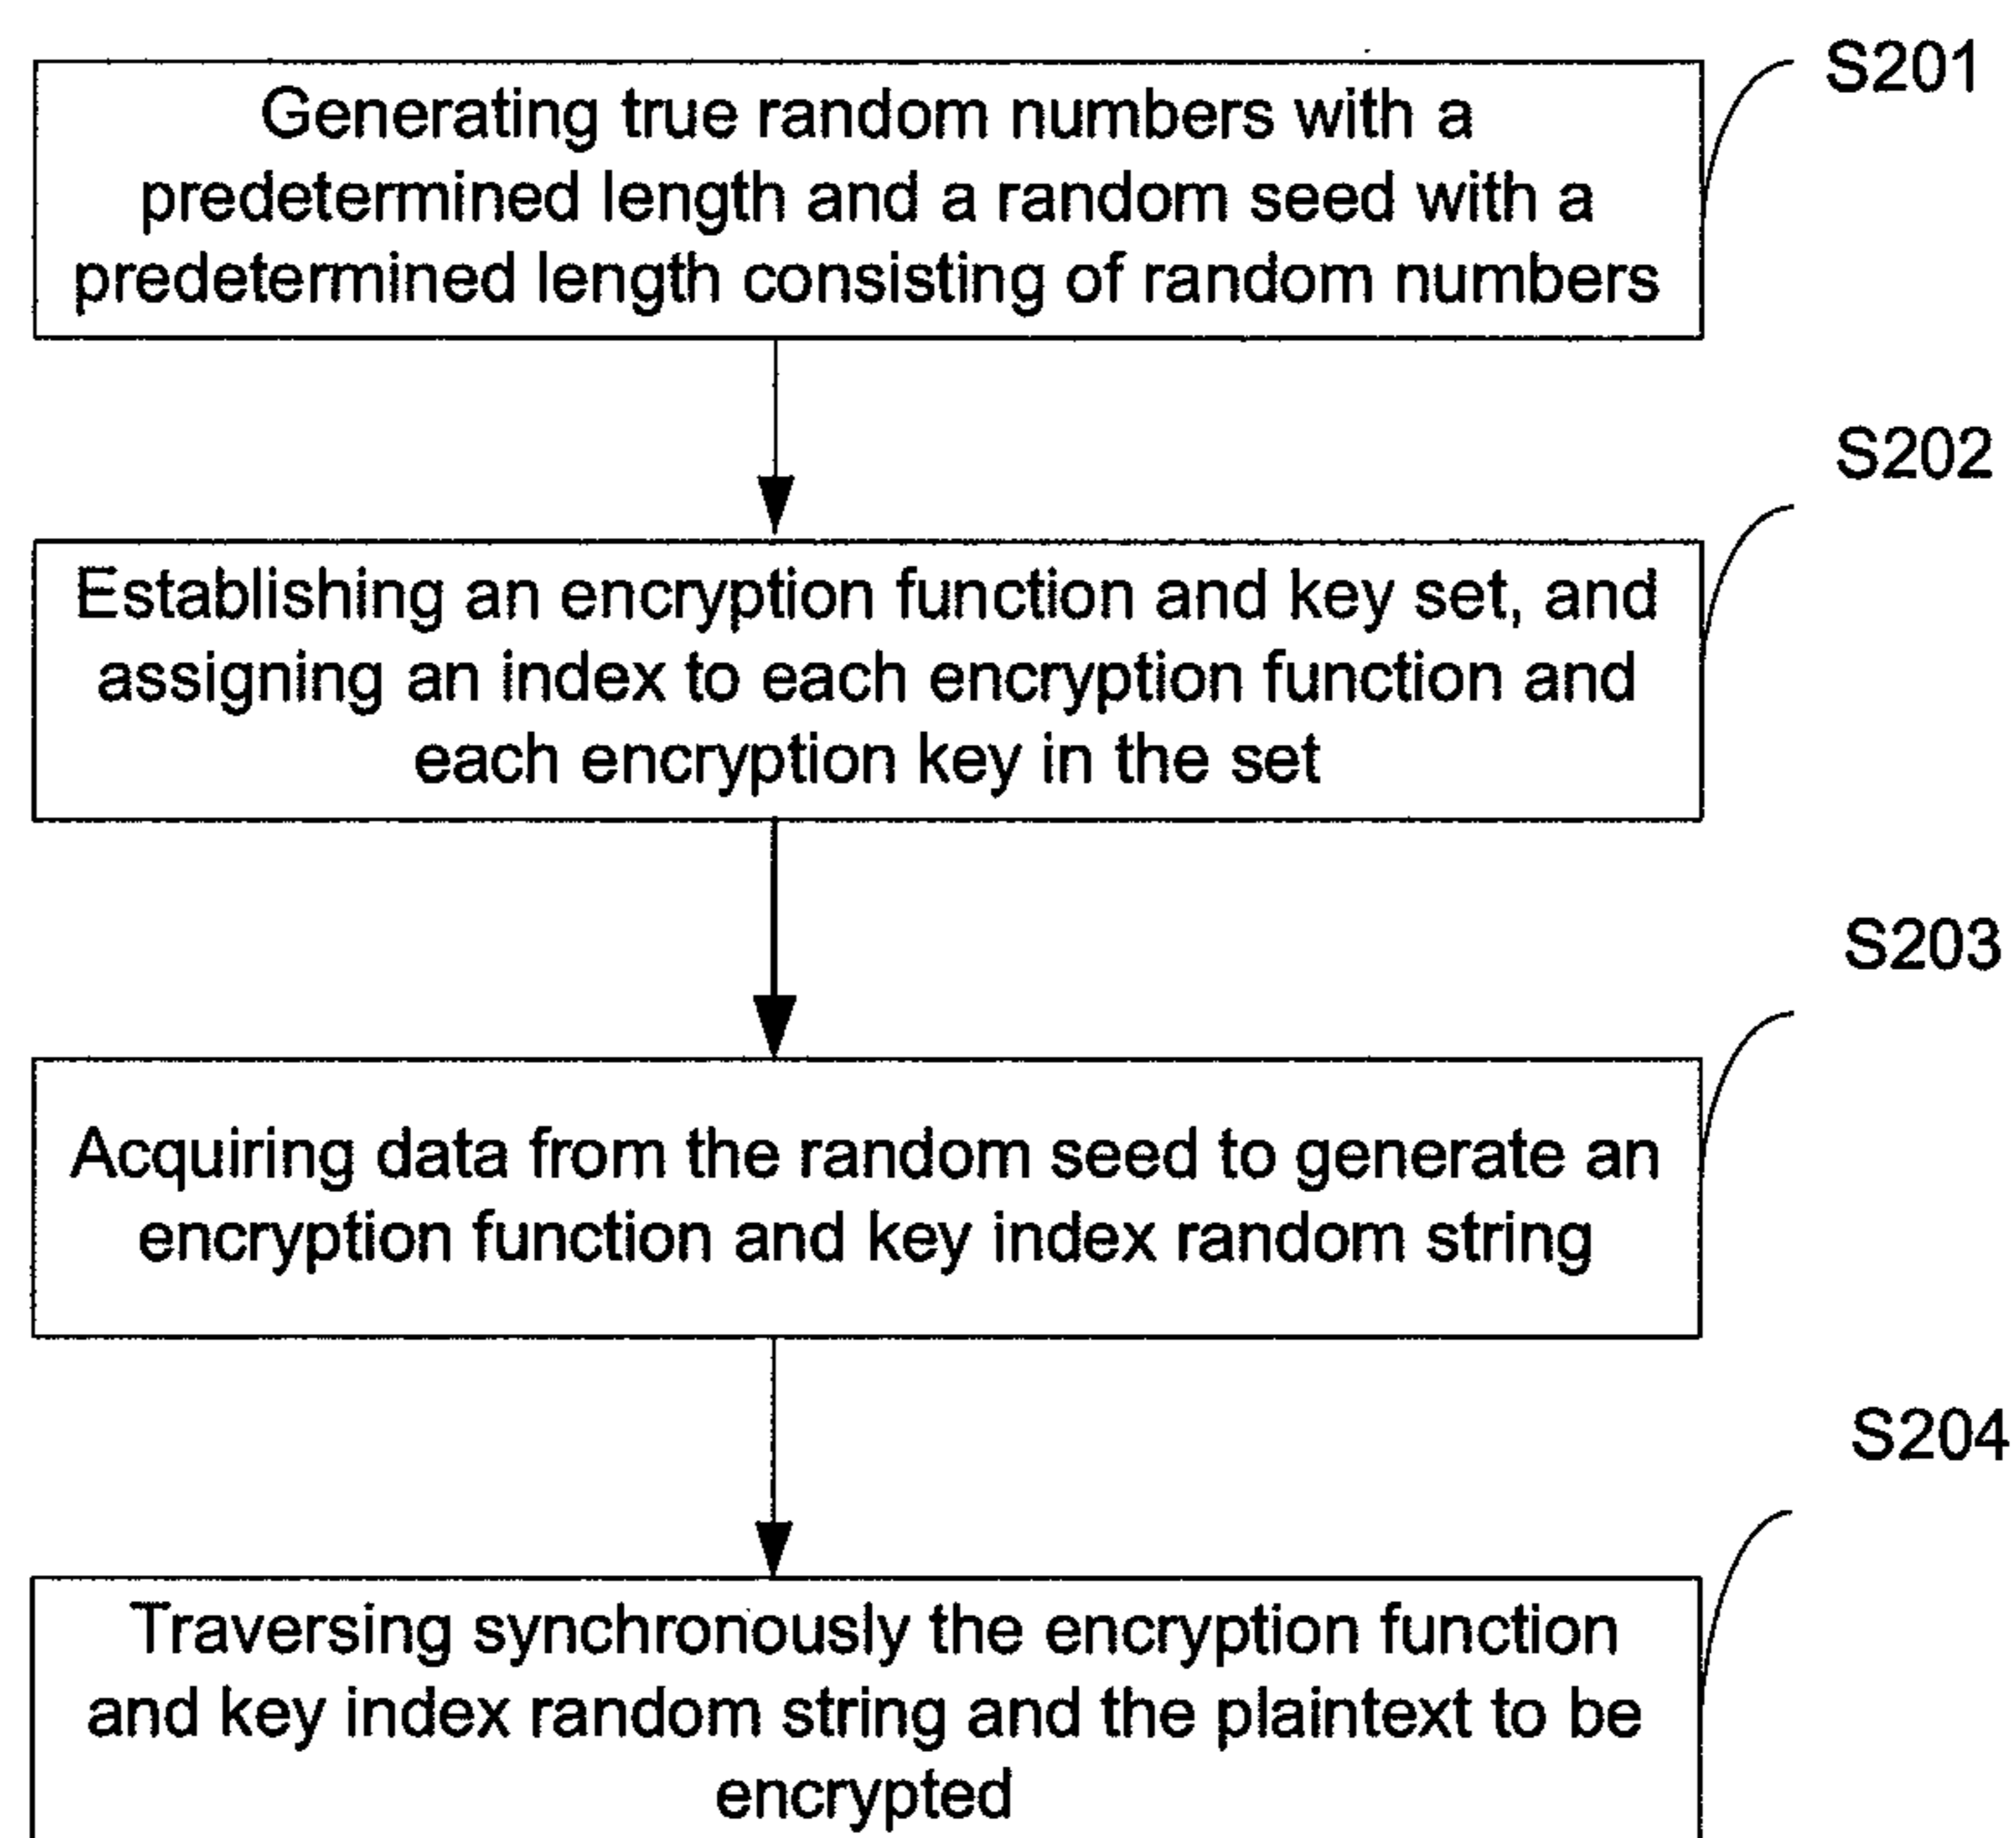 S201
Generating true random numbers with a
predetermined length and a random seed with a
predetermined length consisting of random numbers
S202
Establishing an encryption function and key set, and
assigning an index to each encryption function and
each encryption key in the set
S203
Acquiring data from the random seed to generate an
encryption function and key index random string
S204
Traversing synchronously the encryption function
and key index random string and the plaintext to be
encrypted